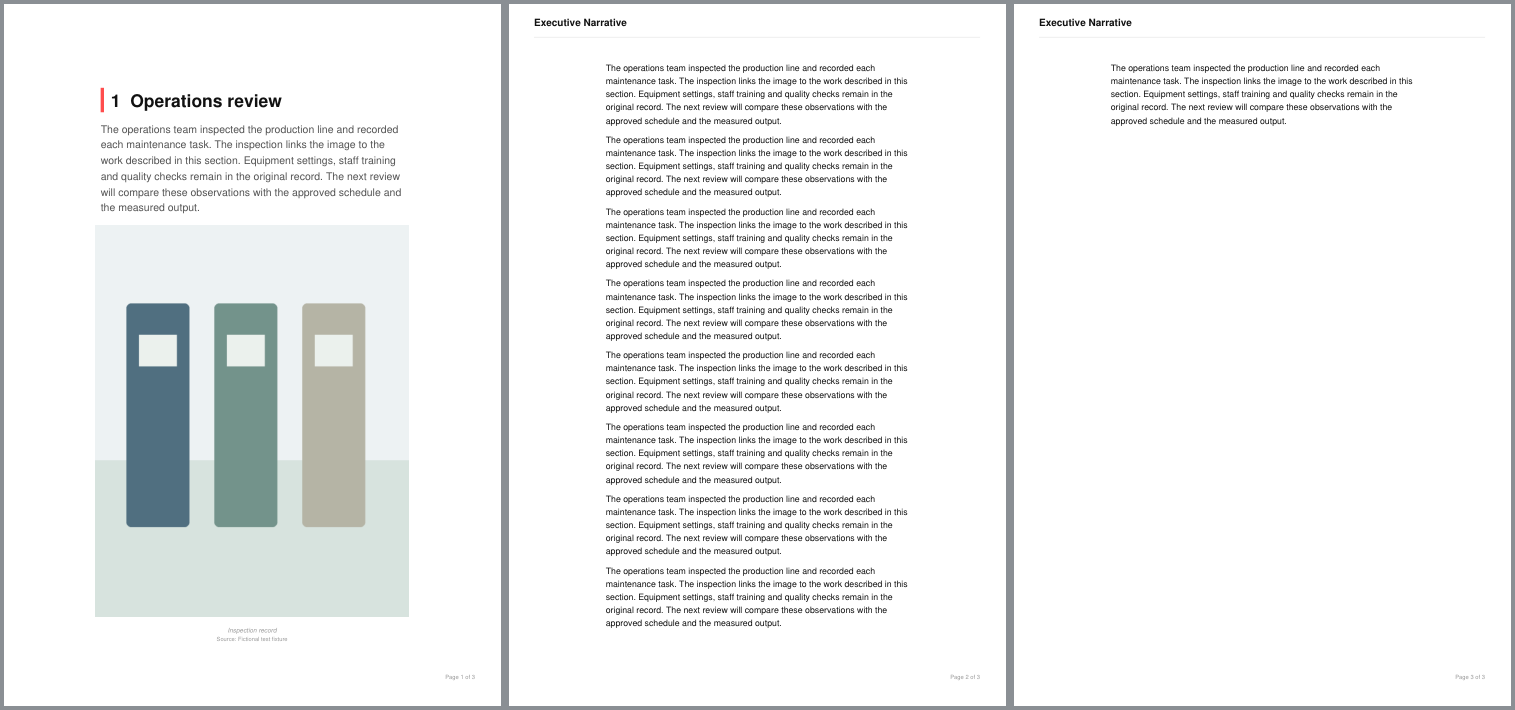 1 Operations review
The operations team inspected the production line and recorded
each maintenance task. The inspection links the image to the
work described in this section. Equipment settings, staff training
and quality checks remain in the original record. The next review
will compare these observations with the approved schedule and
the measured output.
Inspection record
Source: Fictional test fixture
Page 1 of 3
Executive Narrative
The operations team inspected the production line and recorded each
maintenance task. The inspection links the image to the work described in this
section. Equipment settings, staff training and quality checks remain in the
original record. The next review will compare these observations with the
approved schedule and the measured output.
The operations team inspected the production line and recorded each
maintenance task. The inspection links the image to the work described in this
section. Equipment settings, staff training and quality checks remain in the
original record. The next review will compare these observations with the
approved schedule and the measured output.
The operations team inspected the production line and recorded each
maintenance task. The inspection links the image to the work described in this
section. Equipment settings, staff training and quality checks remain in the
original record. The next review will compare these observations with the
approved schedule and the measured output.
The operations team inspected the production line and recorded each
maintenance task. The inspection links the image to the work described in this
section. Equipment settings, staff training and quality checks remain in the
original record. The next review will compare these observations with the
approved schedule and the measured output.
The operations team inspected the production line and recorded each
maintenance task. The inspection links the image to the work described in this
section. Equipment settings, staff training and quality checks remain in the
original record. The next review will compare these observations with the
approved schedule and the measured output.
The operations team inspected the production line and recorded each
maintenance task. The inspection links the image to the work described in this
section. Equipment settings, staff training and quality checks remain in the
original record. The next review will compare these observations with the
approved schedule and the measured output.
The operations team inspected the production line and recorded each
maintenance task. The inspection links the image to the work described in this
section. Equipment settings, staff training and quality checks remain in the
original record. The next review will compare these observations with the
approved schedule and the measured output.
The operations team inspected the production line and recorded each
maintenance task. The inspection links the image to the work described in this
section. Equipment settings, staff training and quality checks remain in the
original record. The next review will compare these observations with the
approved schedule and the measured output.
Page 2 of 3
Executive Narrative
The operations team inspected the production line and recorded each
maintenance task. The inspection links the image to the work described in this
section. Equipment settings, staff training and quality checks remain in the
original record. The next review will compare these observations with the
approved schedule and the measured output.
Page 3 of 3